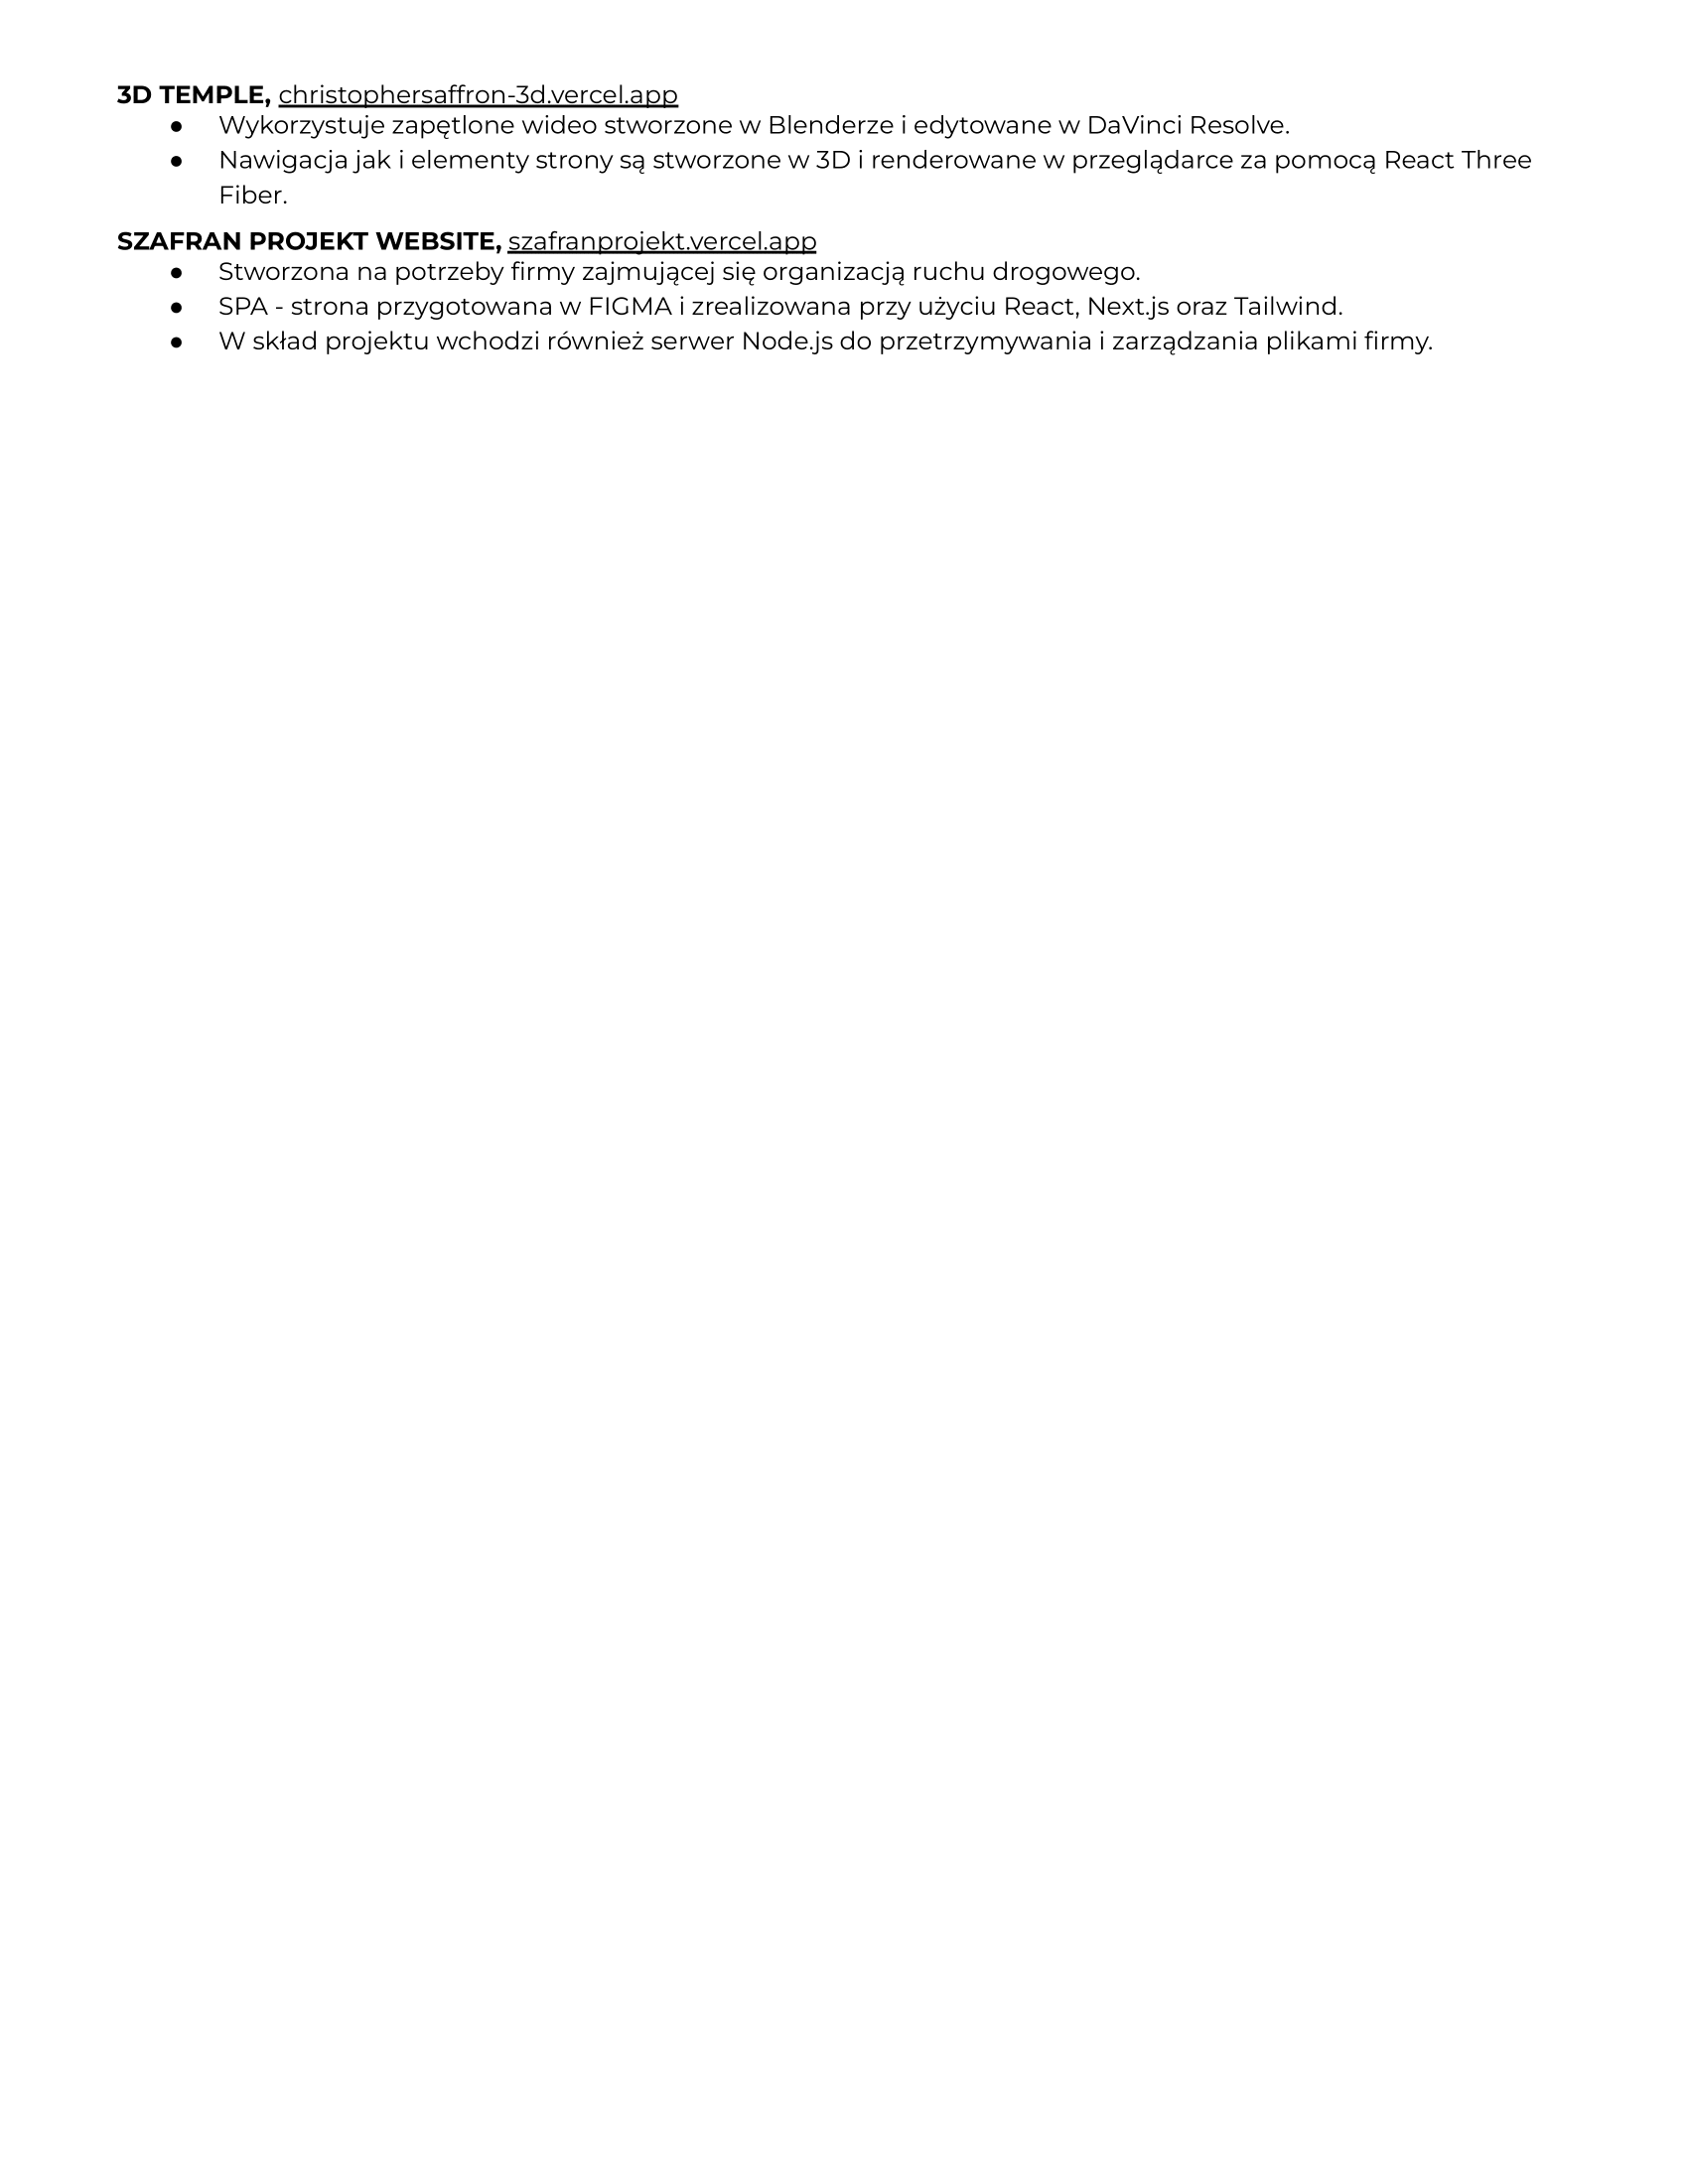 3D TEMPLE, christophersaffron-3d.vercel.app
● Wykorzystuje zapętlone wideo stworzone w Blenderze i edytowane w DaVinci Resolve.
● Nawigacja jak i elementy strony są stworzone w 3D i renderowane w przeglądarce za pomocą React Three
Fiber.
SZAFRAN PROJEKT WEBSITE, szafranprojekt.vercel.app
● Stworzona na potrzeby firmy zajmującej się organizacją ruchu drogowego.
● SPA - strona przygotowana w FIGMA i zrealizowana przy użyciu React, Next.js oraz Tailwind.
● W skład projektu wchodzi również serwer Node.js do przetrzymywania i zarządzania plikami firmy.